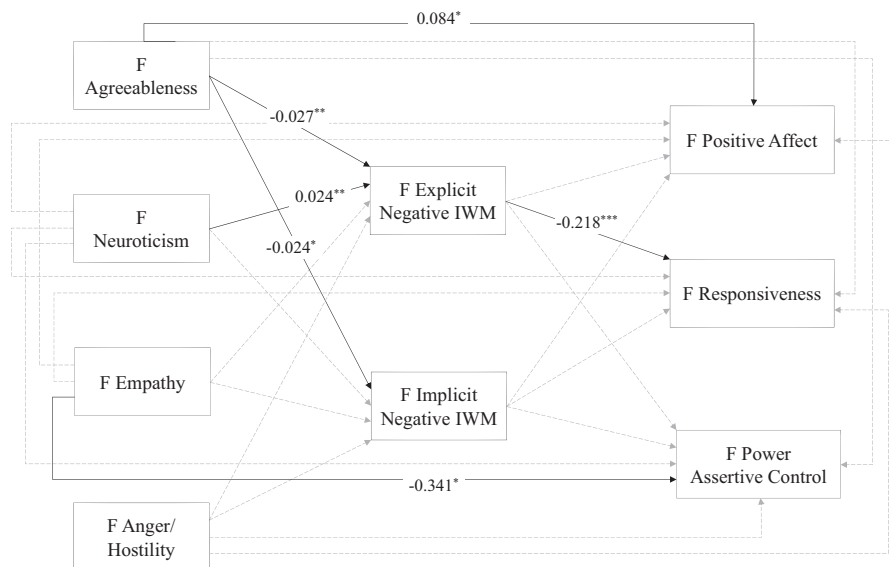 0.084*
F
Agreeableness
-0.027**
F Positive Affect
F Explicit
Negative IWM
0.024**
F
Neuroticism
-0.024*
-0.218***
F Responsiveness
F Empathy
F Implicit
Negative IWM
F Power
Assertive Control
-0.341*
F Anger/
Hostility